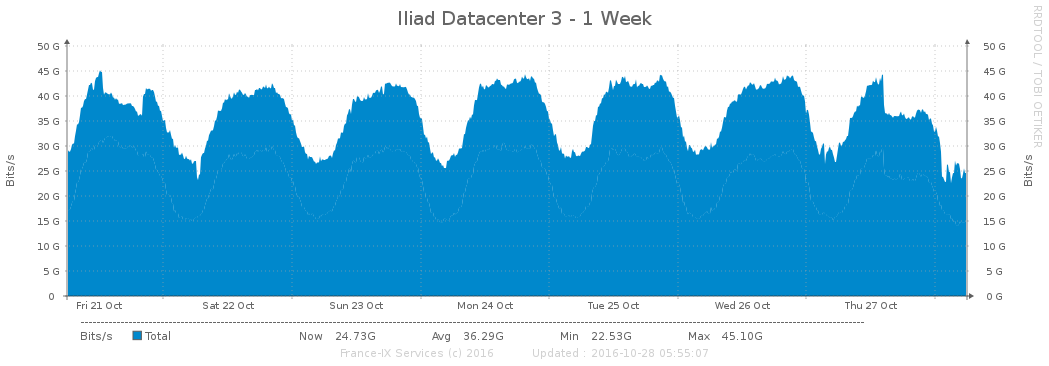 Iliad Datacenter 3 - 1 Week
RRDTOOL / TOBI OETIKER
50 G 50 G
45 G 45 G
40 G 40 G
35 G 35 G
30 G 30 G
25 G 25 G
20 G 20 G
15 G 15 G
10 G 10 G
5 G 5 G
0 0 G
Bits/s
Bits/s
Fri 21 Oct Sat 22 Oct Sun 23 Oct Mon 24 Oct Tue 25 Oct Wed 26 Oct Thu 27 Oct
Bits/s Total Now 24.73G Avg 36.29G Min 22.53G Max 45.10G
France-IX Services (c) 2016 Updated : 2016-10-28 05:55:07